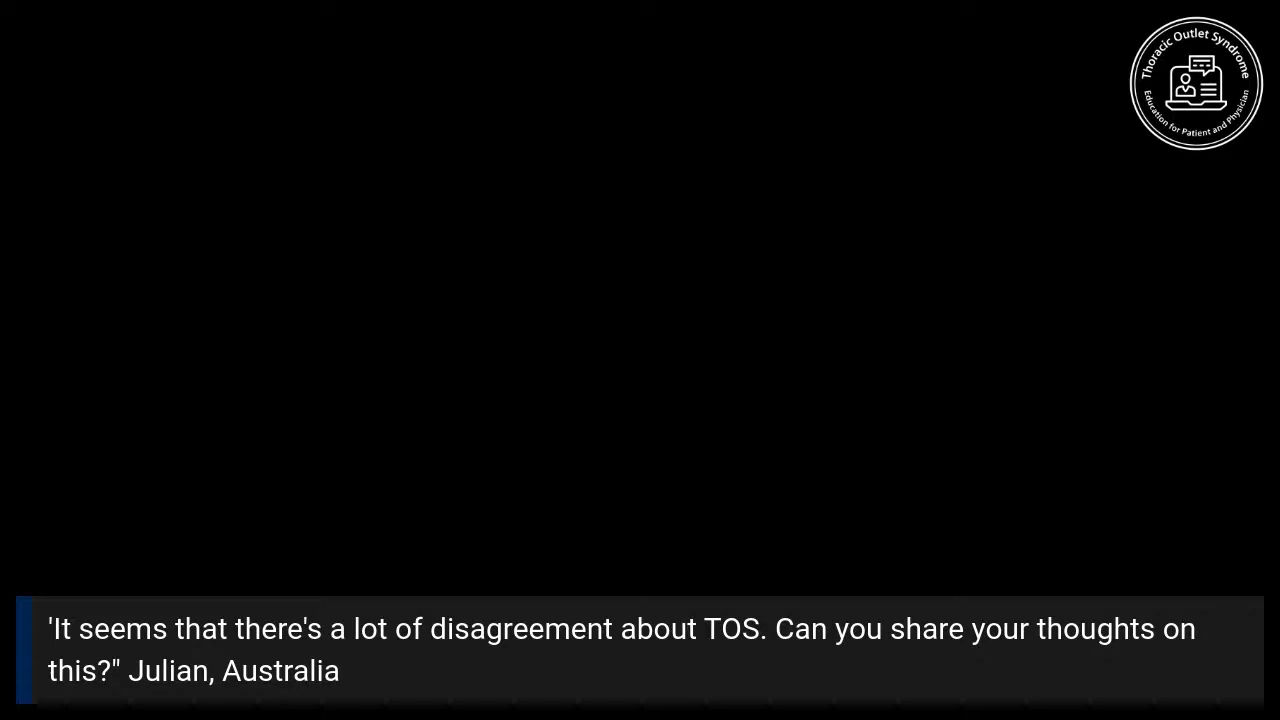 Thoracic Outlet Syndrome
Education for Patient and Physician
'It seems that there's a lot of disagreement about TOS. Can you share your thoughts on
this?" Julian, Australia